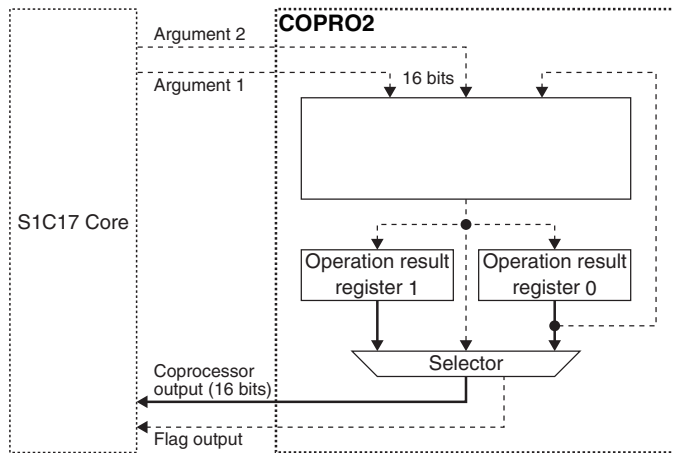 COPRO2
Argument 2
Argument 1
16 bits
S1C17 Core
Operation result
register 1
Operation result
register 0
Selector
Coprocessor
output (16 bits)
Flag output